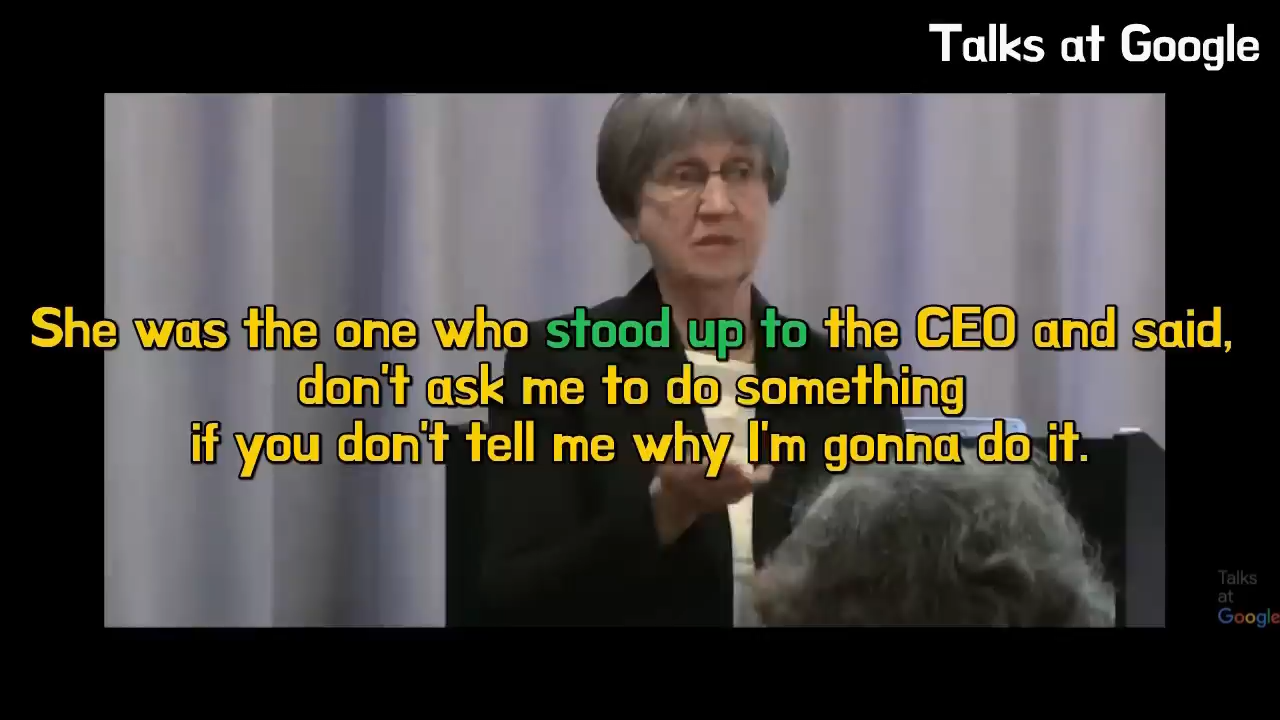 Talks at Google
She was the one who stood up to the CEO and said,
don't ask me to do something
if you don't tell me why I'm gonna do it.
Talks
at
Google